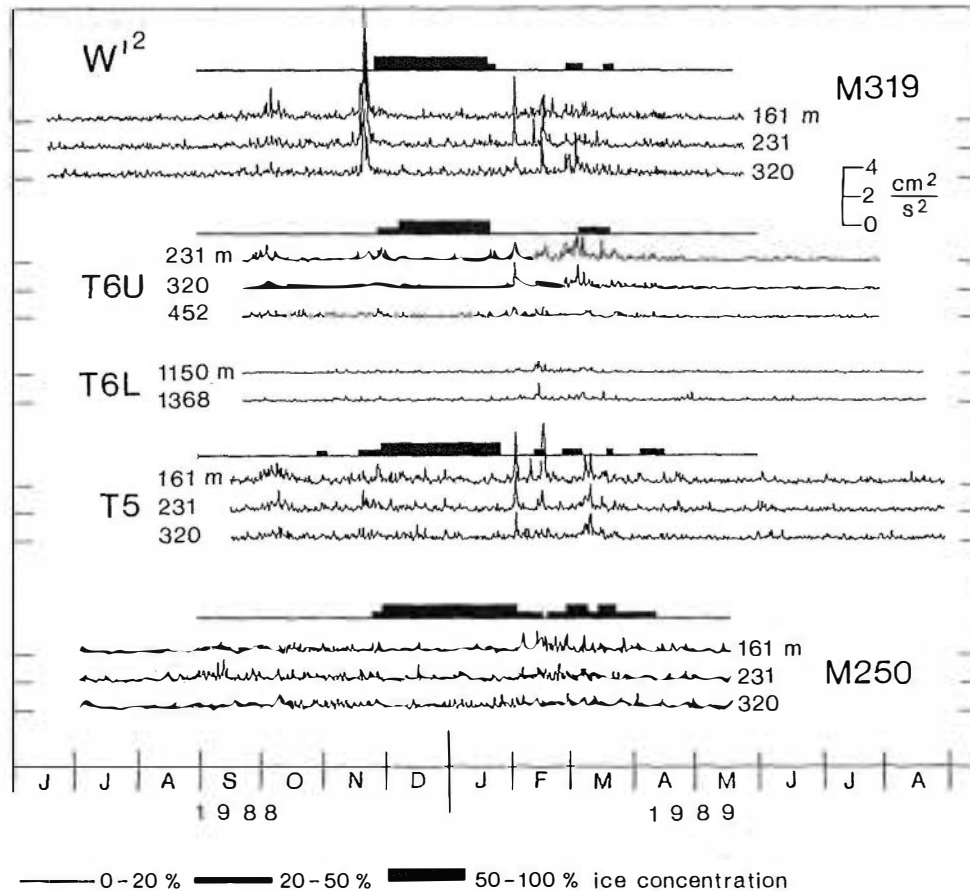 W'²
M319
161 m
231
320
4
2
0
cm²
s²
231 m
320
452
T6U
1150 m
1368
T6L
161 m
231
320
T5
161 m
231
320
M250
J J A S O N D J F M A M J J A
1988 1989
0-20 % 20-50 % 50-100 % ice concentration